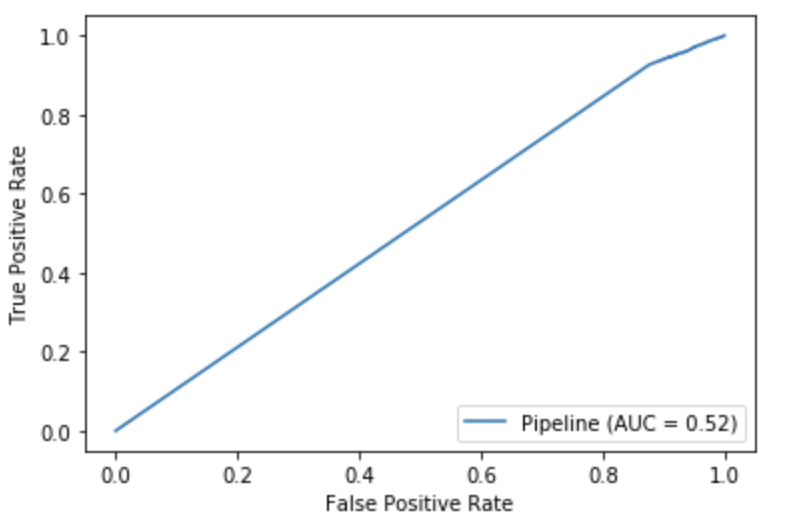 1.0
0.8
0.6
0.4
0.2
0.0
True Positive Rate
Pipeline (AUC = 0.52)
0.0 0.2 0.4 0.6 0.8 1.0
False Positive Rate